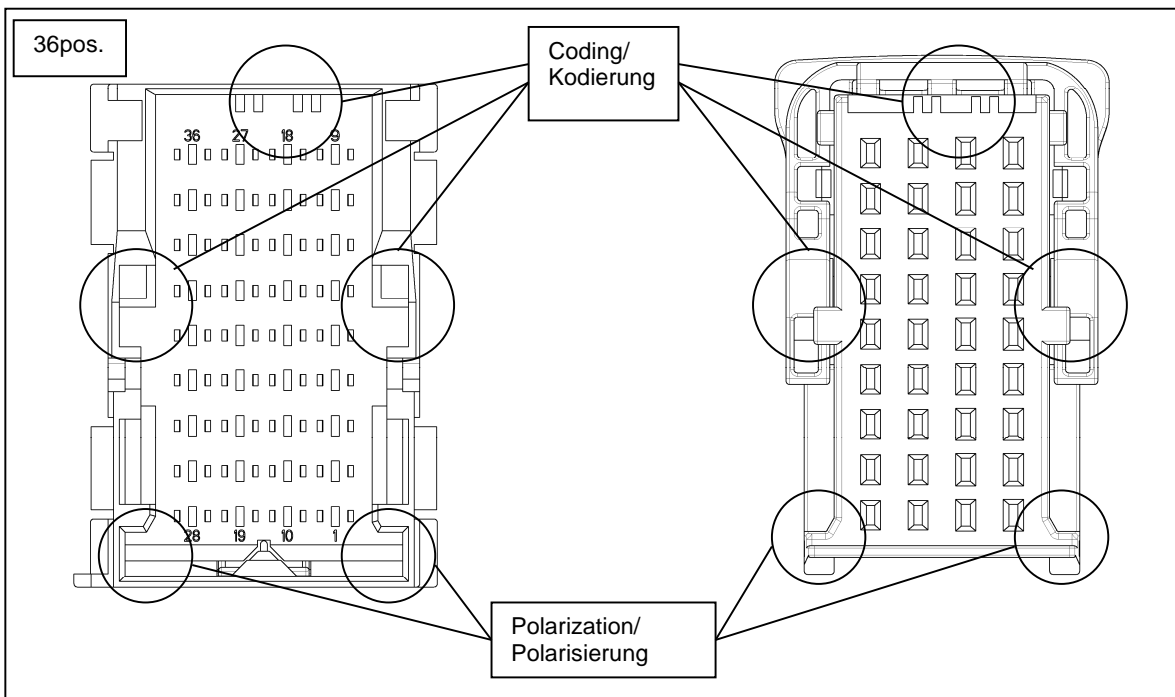 36pos.
Coding/
Kodierung
36 27 18 9
28 19 10 1
Polarization/
Polarisierung